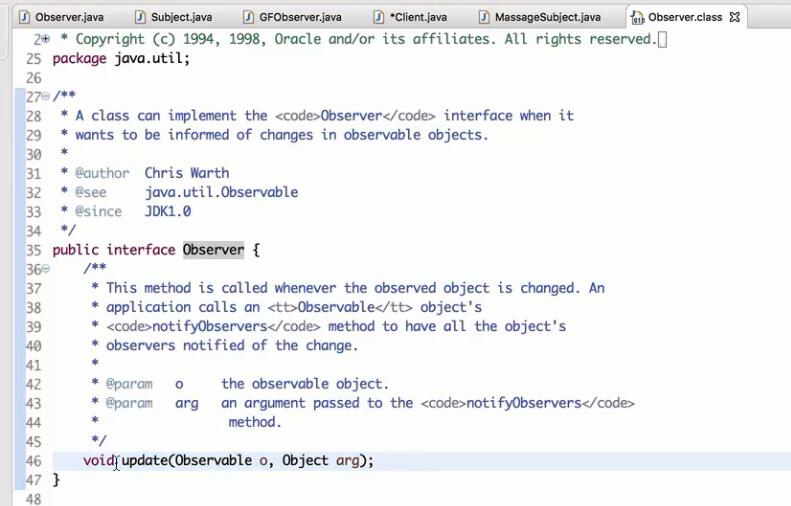 Observer.java Subject.java GFObserver.java *Client.java MassageSubject.java Observer.class
2 * Copyright (c) 1994, 1998, Oracle and/or its affiliates. All rights reserved.
25 package java.util;
26
27 /**
28 * A class can implement the <code>Observer</code> interface when it
29 * wants to be informed of changes in observable objects.
30 *
31 * @author Chris Warth
32 * @see java.util.Observable
33 * @since JDK1.0
34 */
35 public interface Observer {
36 /**
37 * This method is called whenever the observed object is changed. An
38 * application calls an <tt>Observable</tt> object's
39 * <code>notifyObservers</code> method to have all the object's
40 * observers notified of the change.
41 *
42 * @param o the observable object.
43 * @param arg an argument passed to the <code>notifyObservers</code>
44 * method.
45 */
46 void update(Observable o, Object arg);
47 }
48